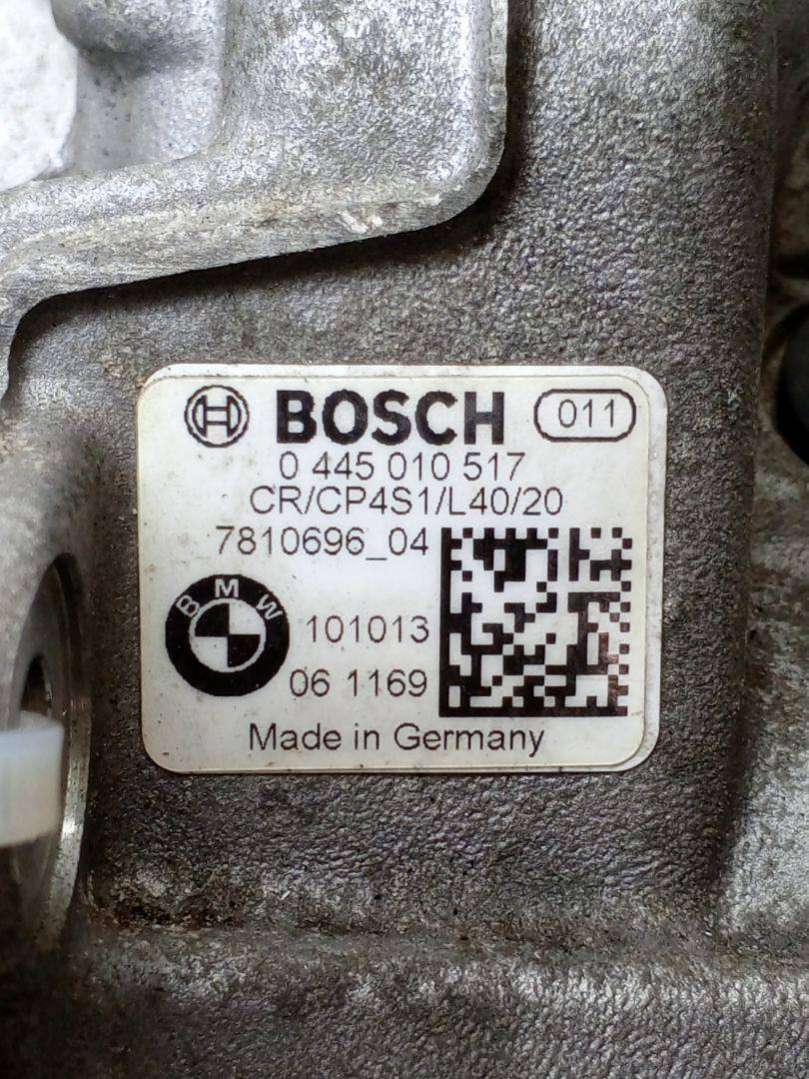 BOSCH 011
0 445 010 517
CR/CP4S1/L40/20
7810696_04
BMW
101013
06 1169
Made in Germany